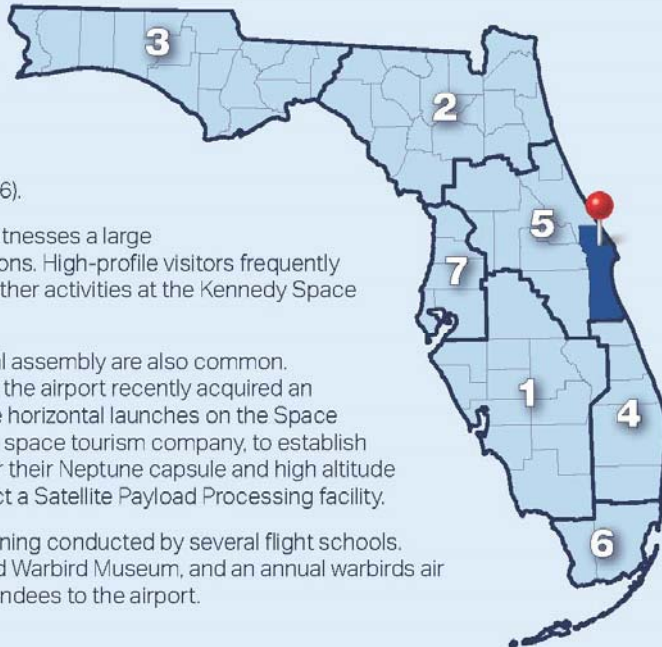 3
2
6).
tnesses a large
5
ons. High-profile visitors frequently
7
ther activities at the Kennedy Space
al assembly are also common.
the airport recently acquired an
1
e horizontal launches on the Space
4
space tourism company, to establish
r their Neptune capsule and high altitude
ct a Satellite Payload Processing facility.
ning conducted by several flight schools.
6
d Warbird Museum, and an annual warbirds air
ndees to the airport.